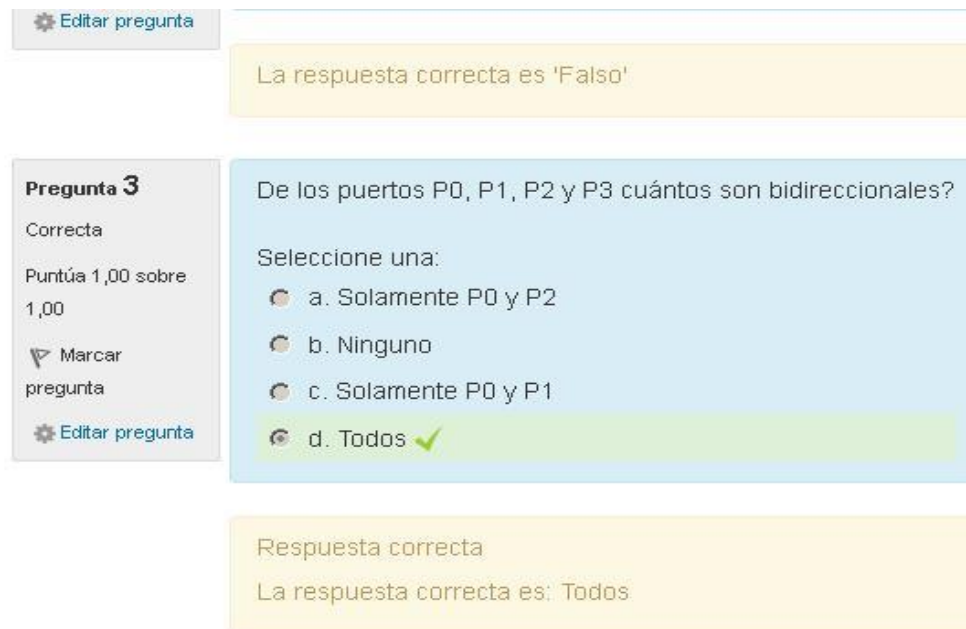 Editar pregunta
La respuesta correcta es 'Falso'
Pregunta 3
Correcta
Puntúa 1,00 sobre
1,00
Marcar
pregunta
Editar pregunta
De los puertos P0, P1, P2 y P3 cuántos son bidireccionales?
Seleccione una:
a. Solamente P0 y P2
b. Ninguno
c. Solamente P0 y P1
d. Todos
Respuesta correcta
La respuesta correcta es: Todos